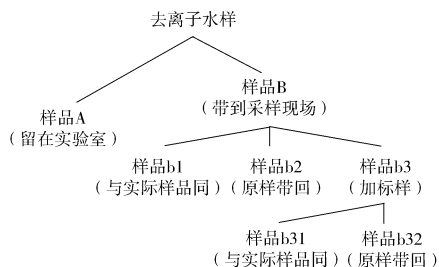 去离子水样
样品A
（留在实验室）
样品B
（带到采样现场）
样品b1
（与实际样品同）
样品b2
（原样带回）
样品b3
（加标样）
样品b31
（与实际样品同）
样品b32
（原样带回）